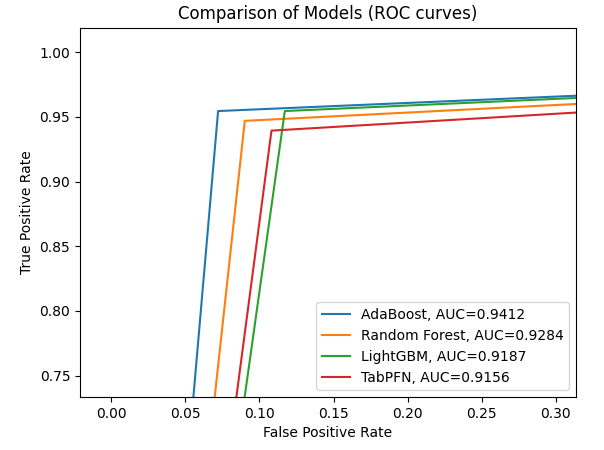 Comparison of Models (ROC curves)
True Positive Rate
1.00
0.95
0.90
0.85
0.80
0.75
AdaBoost, AUC=0.9412
Random Forest, AUC=0.9284
LightGBM, AUC=0.9187
TabPFN, AUC=0.9156
0.00 0.05 0.10 0.15 0.20 0.25 0.30
False Positive Rate